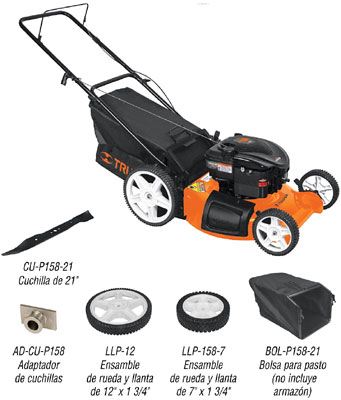 TRU
CU-P158-21
Cuchilla de 21"
AD-CU-P158
Adaptador
de cuchillas
LLP-12
Ensamble
de rueda y llanta
de 12" x 1 3/4"
LLP-158-7
Ensamble
de rueda y llanta
de 7" x 1 3/4"
BOL-P158-21
Bolsa para pasto
(no incluye
armazón)